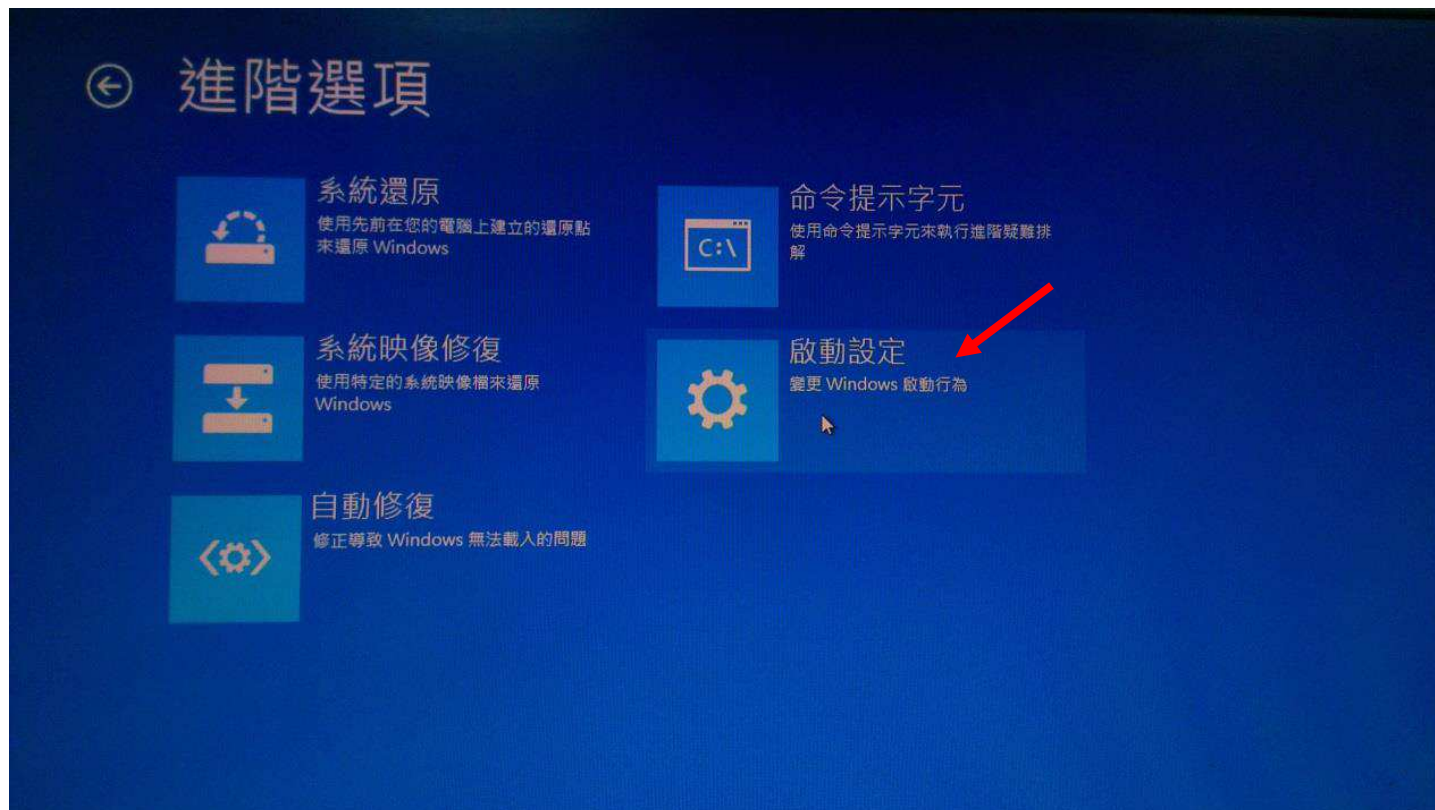 進階選項
系統還原
使用先前在您的電腦上建立的還原點
來還原 Windows
命令提示字元
使用命令提示字元來執行進階疑難排
解
C:\
系統映像修復
使用特定的系統映像檔來還原
Windows
啟動設定
變更 Windows 啟動行為
自動修復
修正導致 Windows 無法載入的問題